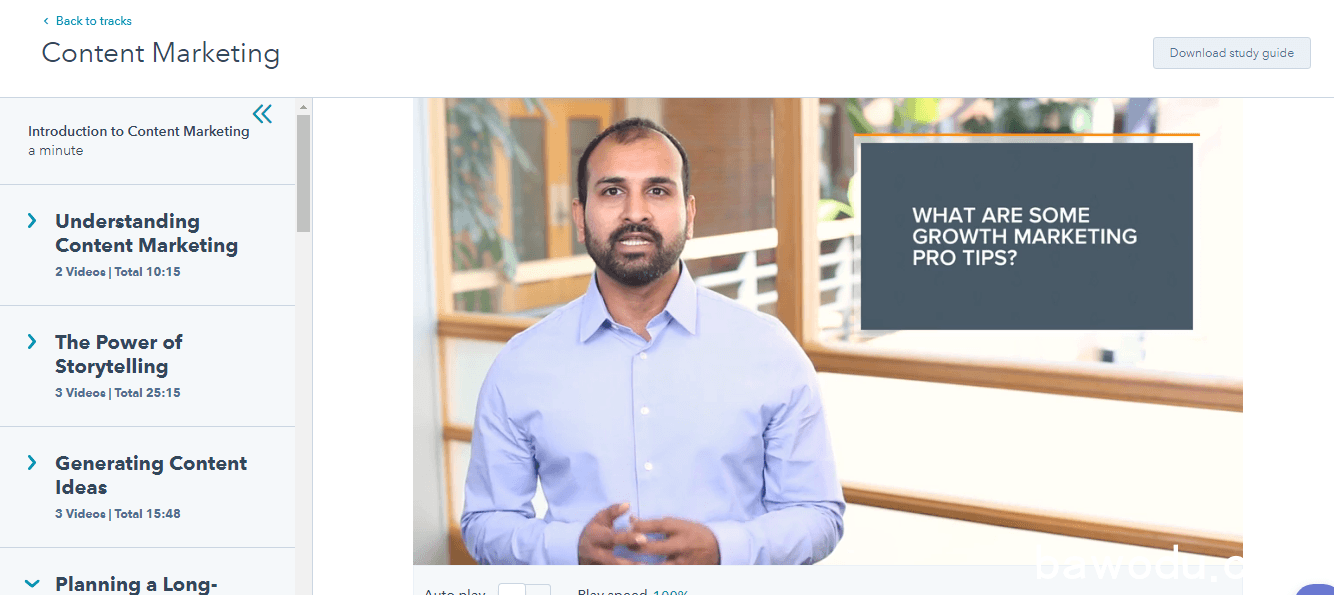 Back to tracks
Content Marketing
Download study guide
Introduction to Content Marketing
a minute
Understanding
Content Marketing
2 Videos | Total 10:15
The Power of
Storytelling
3 Videos | Total 25:15
Generating Content
Ideas
3 Videos | Total 15:48
Planning a Long-
WHAT ARE SOME
GROWTH MARKETING
PRO TIPS?
Auto play
Play speed 100%